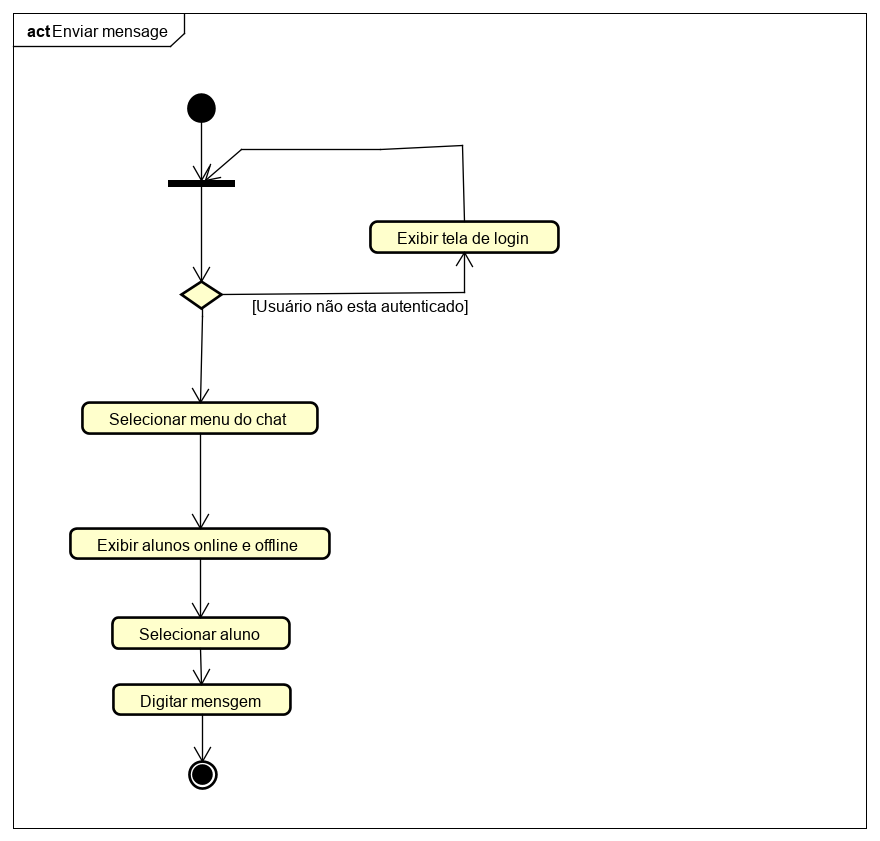 act Enviar mensage
Exibir tela de login
[Usuário não esta autenticado]
Selecionar menu do chat
Exibir alunos online e offline
Selecionar aluno
Digitar mensgem